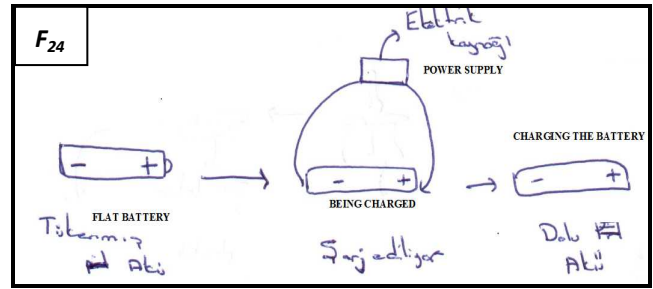 F24
Elektrik
kaynağı
POWER SUPPLY
CHARGING THE BATTERY
- +
- +
- +
FLAT BATTERY
BEING CHARGED
Tükenmiş
Akü
Şarj ediliyor
Dolu
Akü